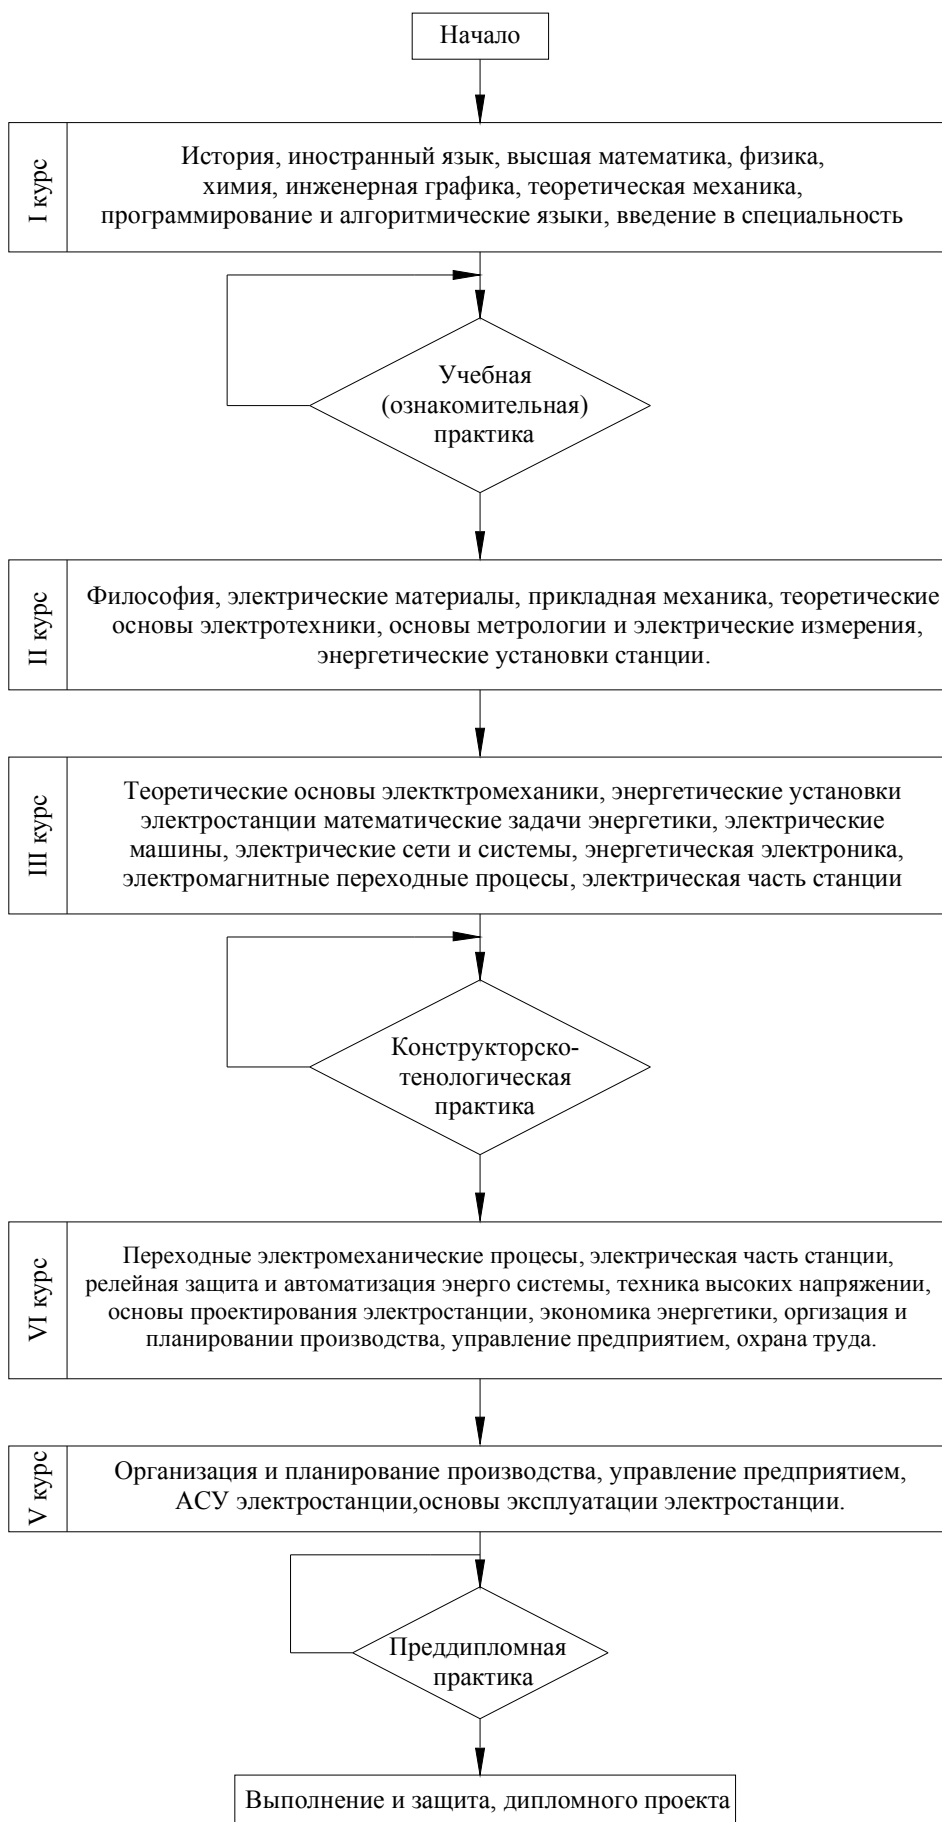 Начало
I курс
История, иностранный язык, высшая математика, физика,
химия, инженерная графика, теоретическая механика,
программирование и алгоритмические языки, введение в специальность
Учебная
(ознакомительная)
практика
II курс
Философия, электрические материалы, прикладная механика, теоретические
основы электротехники, основы метрологии и электрические измерения,
энергетические установки станции.
III курс
Теоретические основы электктромеханики, энергетические установки
электростанции математические задачи энергетики, электрические
машины, электрические сети и системы, энергетическая электроника,
электромагнитные переходные процесы, электрическая часть станции
Конструкторско-
тенологическая
практика
VI курс
Переходные электромеханические процесы, электрическая часть станции,
релейная защита и автоматизация энерго системы, техника высоких напряжении,
основы проектирования электростанции, экономика энергетики, оргизация и
планировании производства, управление предприятием, охрана труда.
V курс
Организация и планирование производства, управление предприятием,
АСУ электростанции,основы эксплуатации электростанции.
Преддипломная
практика
Выполнение и защита, дипломного проекта